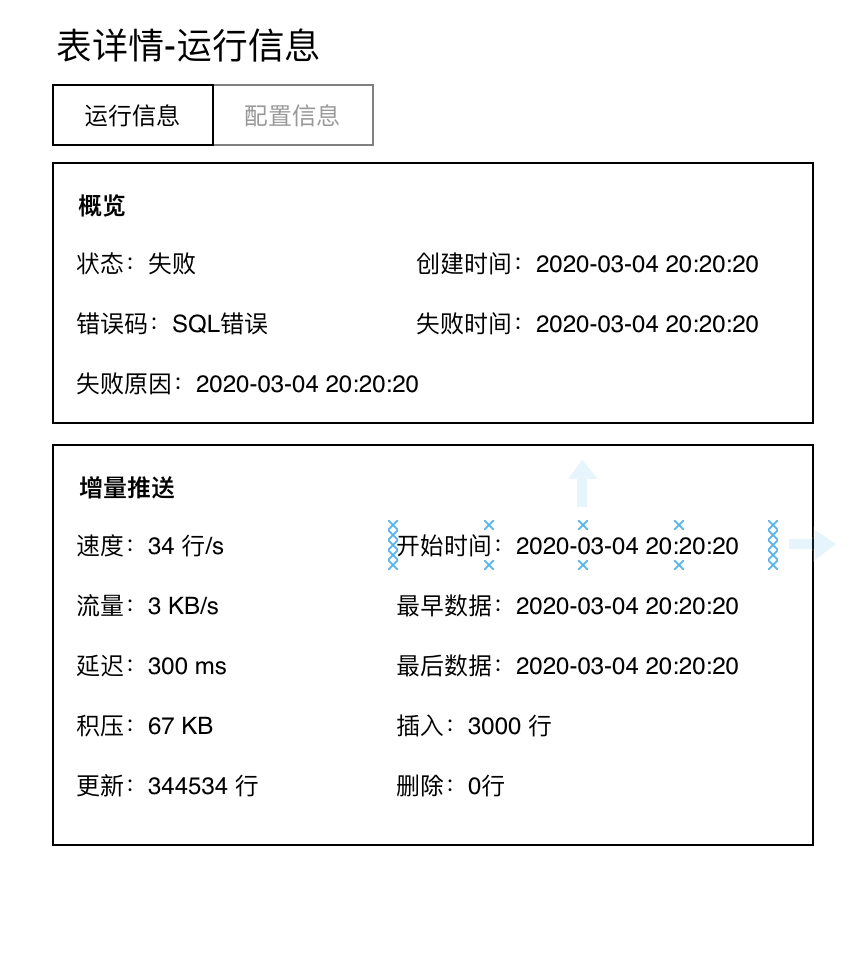 表详情-运行信息
运行信息 配置信息
概览
状态：失败 创建时间：2020-03-04 20:20:20
错误码：SQL错误 失败时间：2020-03-04 20:20:20
失败原因：2020-03-04 20:20:20
增量推送
速度：34 行/s 开始时间：2020-03-04 20:20:20
流量：3 KB/s 最早数据：2020-03-04 20:20:20
延迟：300 ms 最后数据：2020-03-04 20:20:20
积压：67 KB 插入：3000 行
更新：344534 行 删除：0行